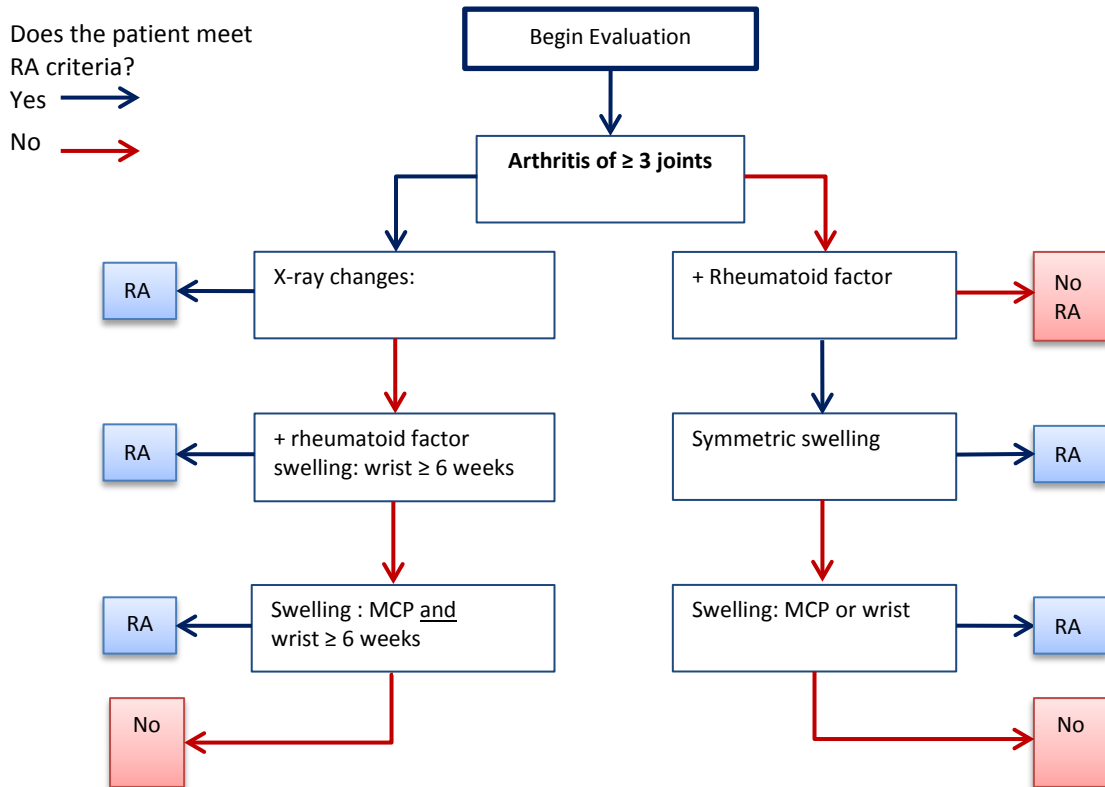 Does the patient meet
RA criteria?
Yes
No
Begin Evaluation
Arthritis of ≥ 3 joints
RA
X-ray changes:
+ Rheumatoid factor
No
RA
RA
+ rheumatoid factor
swelling: wrist ≥ 6 weeks
Symmetric swelling
RA
RA
Swelling : MCP and
wrist ≥ 6 weeks
Swelling: MCP or wrist
RA
No
No